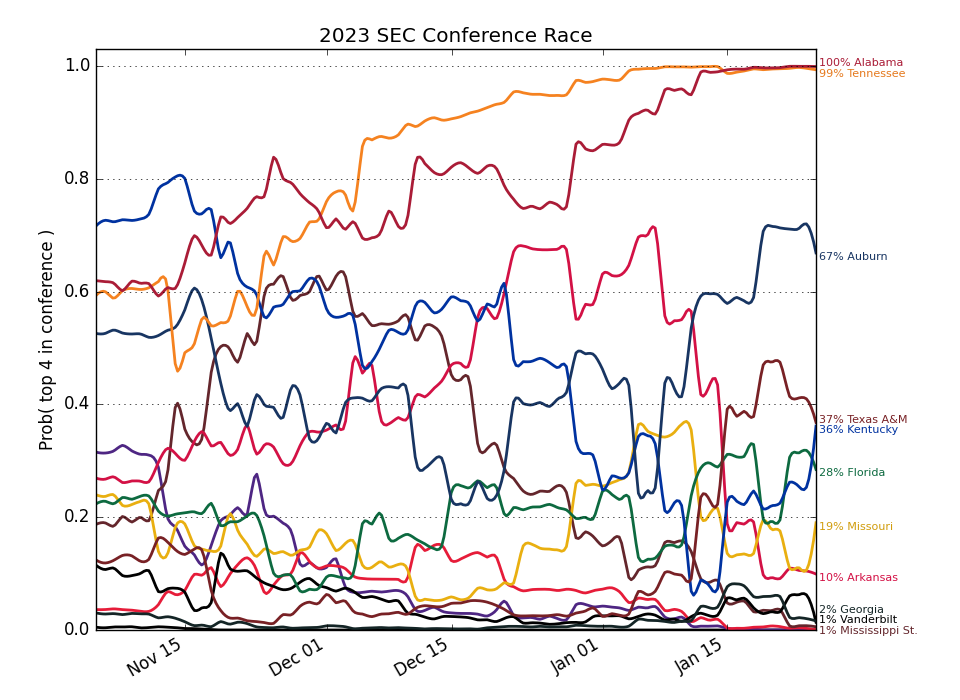 2023 SEC Conference Race
Prob( top 4 in conference )
1.0
0.8
0.6
0.4
0.2
0.0
Nov 15
Dec 01
Dec 15
Jan 01
Jan 15
100% Alabama
99% Tennessee
67% Auburn
37% Texas A&M
36% Kentucky
28% Florida
19% Missouri
10% Arkansas
2% Georgia
1% Vanderbilt
1% Mississippi St.